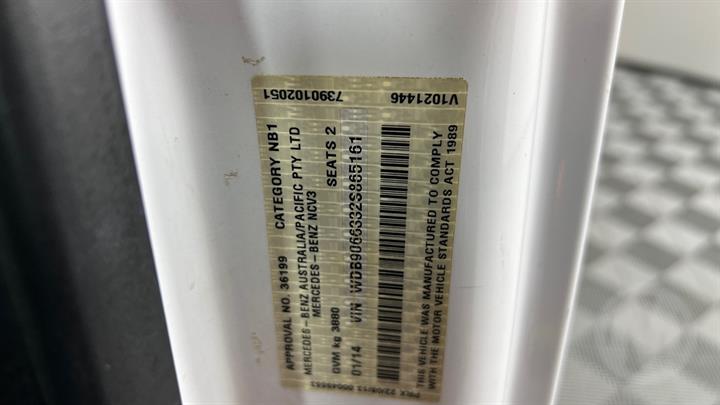 7390102051 V1021446
APPROVAL NO. 36199 CATEGORY NB1
MERCEDES-BENZ AUSTRALIA/PACIFIC PTY LTD
MERCEDES-BENZ NCV3
GVM kg 3880 SEATS 2
01/14 VIN WDB9066332S865161
THIS VEHICLE WAS MANUFACTURED TO COMPLY
WITH THE MOTOR VEHICLE STANDARDS ACT 1989